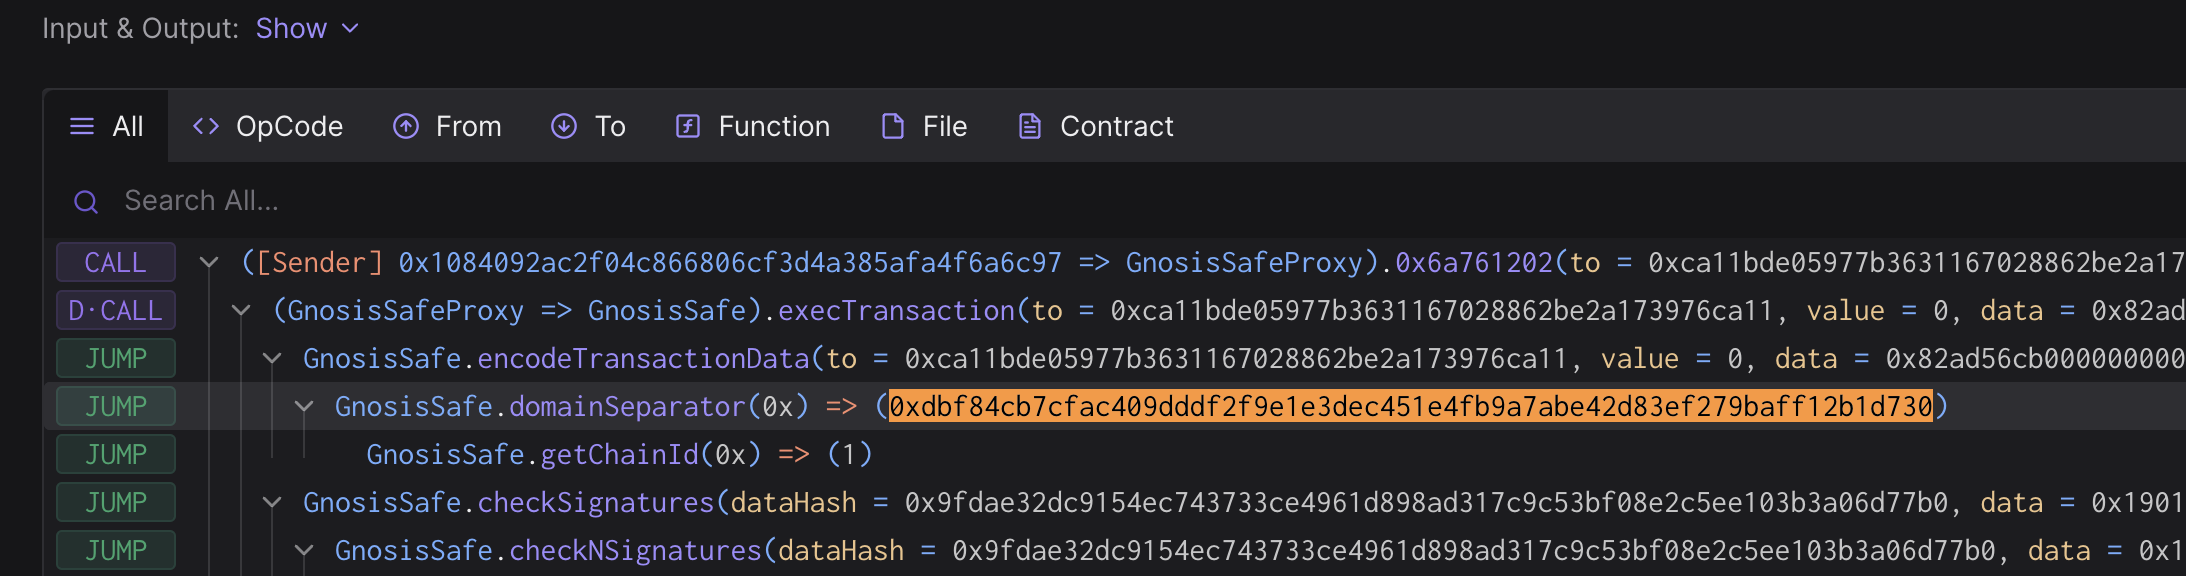 Input & Output: Show
All OpCode From To Function File Contract
Search All...
CALL ([Sender] 0x1084092ac2f04c866806cf3d4a385afa4f6a6c97 => GnosisSafeProxy).0x6a761202(to = 0xca11bde05977b3631167028862be2a17
D·CALL (GnosisSafeProxy => GnosisSafe).execTransaction(to = 0xca11bde05977b3631167028862be2a173976ca11, value = 0, data = 0x82ad
JUMP GnosisSafe.encodeTransactionData(to = 0xca11bde05977b3631167028862be2a173976ca11, value = 0, data = 0x82ad56cb000000000
JUMP GnosisSafe.domainSeparator(0x) => (0xdbf84cb7cfac409dddf2f9e1e3dec451e4fb9a7abe42d83ef279baff12b1d730)
JUMP GnosisSafe.getChainId(0x) => (1)
JUMP GnosisSafe.checkSignatures(dataHash = 0x9fdae32dc9154ec743733ce4961d898ad317c9c53bf08e2c5ee103b3a06d77b0, data = 0x1901
JUMP GnosisSafe.checkNSignatures(dataHash = 0x9fdae32dc9154ec743733ce4961d898ad317c9c53bf08e2c5ee103b3a06d77b0, data = 0x1